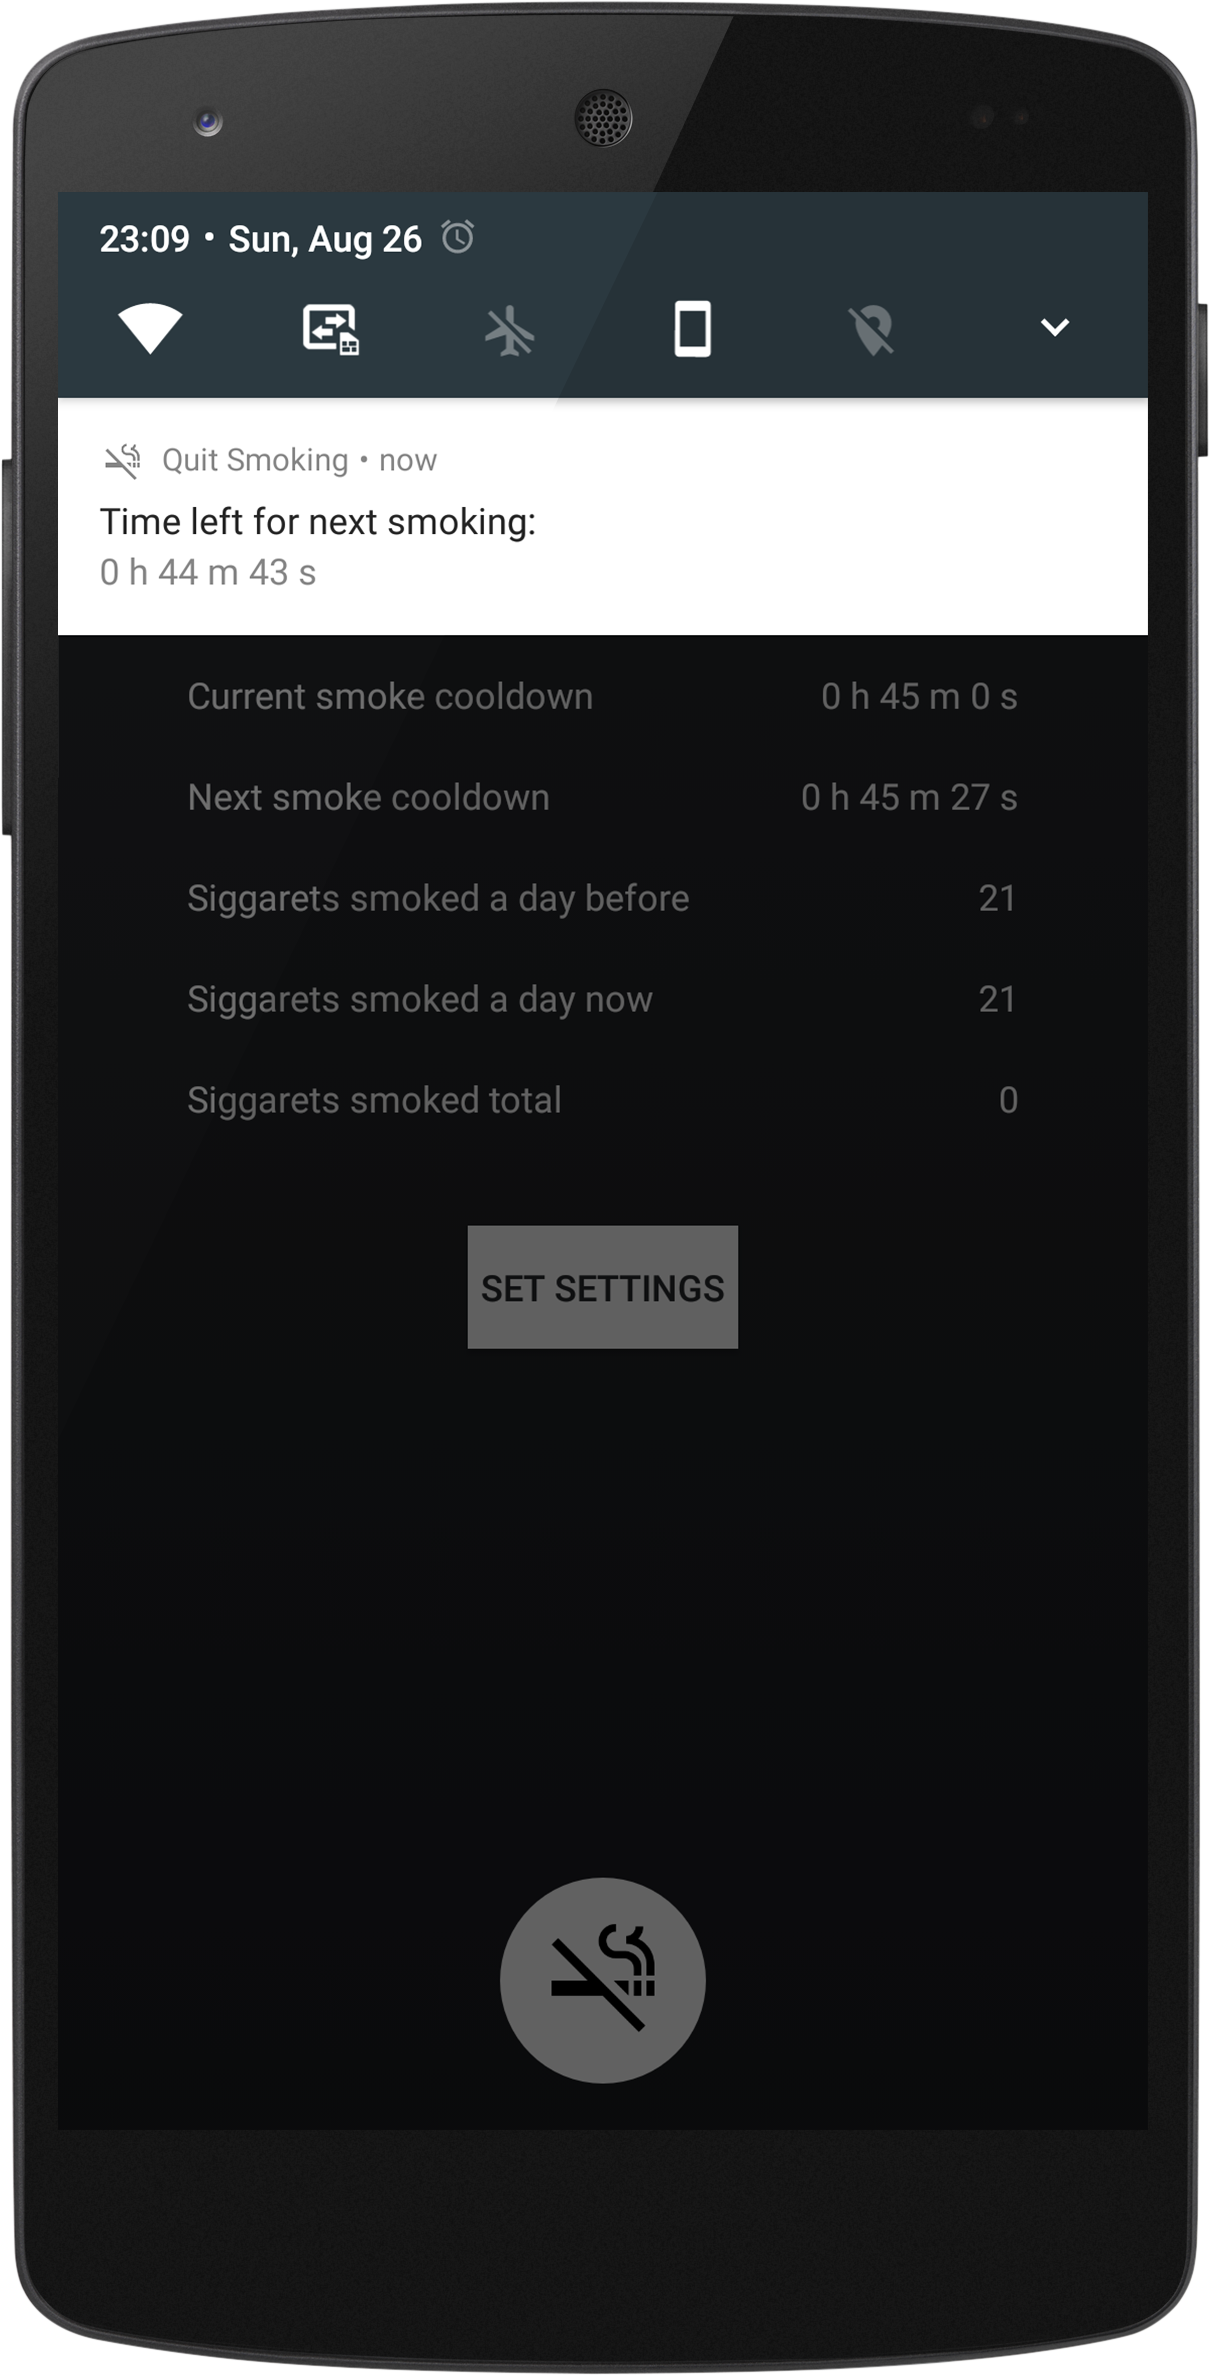 23:09 • Sun, Aug 26
Quit Smoking • now
Time left for next smoking:
0 h 44 m 43 s
Current smoke cooldown 0 h 45 m 0 s
Next smoke cooldown 0 h 45 m 27 s
Siggarets smoked a day before 21
Siggarets smoked a day now 21
Siggarets smoked total 0
SET SETTINGS